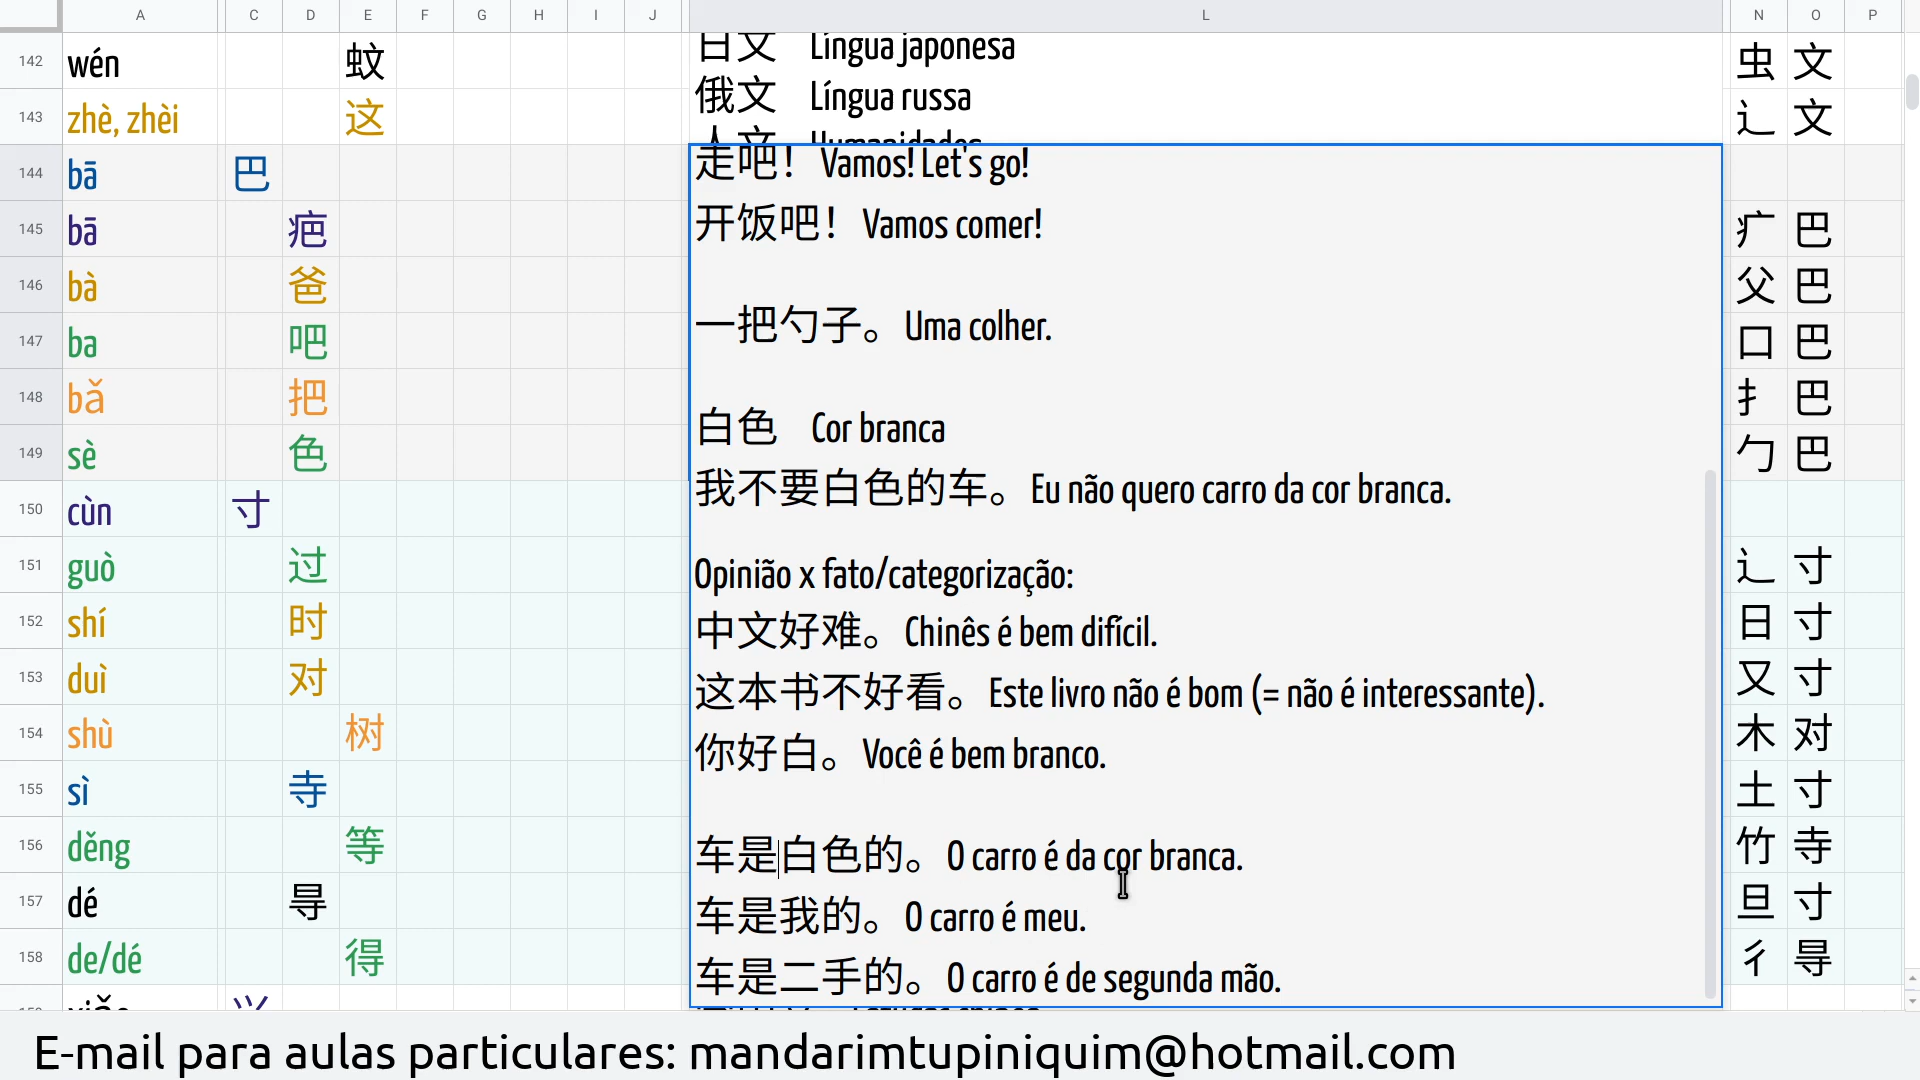 A C D E F G H I J L N O P
142 wén 蚊 日文 Língua japonesa 虫 文
俄文 Língua russa
143 zhè, zhèi 这 人文 Humanidades 辶 文
144 bā 巴 走吧！Vamos! Let's go!
145 bā 疤 开饭吧！Vamos comer! 疒 巴
146 bà 爸 父 巴
147 ba 吧 一把勺子。Uma colher. 口 巴
148 bǎ 把 白色 Cor branca 扌 巴
149 sè 色 我不要白色的车。Eu não quero carro da cor branca. 勹 巴
150 cùn 寸
151 guò 过 Opinião x fato/categorização: 辶 寸
152 shí 时 中文好难。Chinês é bem difícil. 日 寸
153 duì 对 这本书不好看。Este livro não é bom (= não é interessante). 又 寸
154 shù 树 你好白。Você é bem branco. 木 对
155 sì 寺 土 寸
156 děng 等 车是白色的。O carro é da cor branca. 竹 寺
157 dé 㝵 车是我的。O carro é meu. 旦 寸
158 de/dé 得 车是二手的。O carro é de segunda mão. 彳 㝵
E-mail para aulas particulares: mandarimtupiniquim@hotmail.com